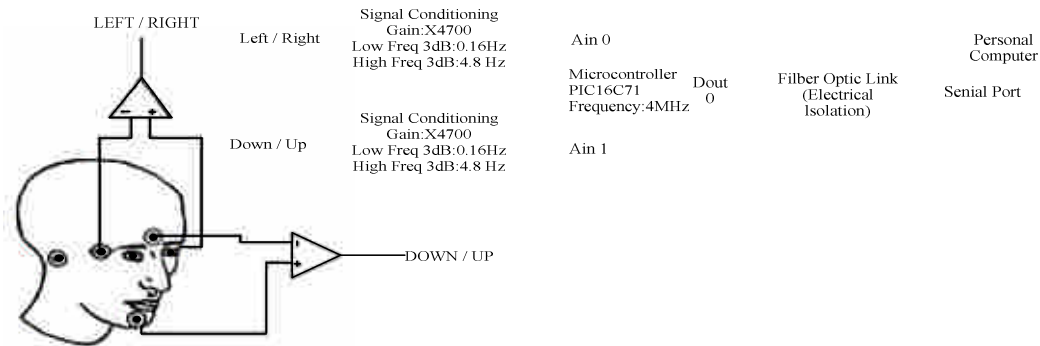 LEFT / RIGHT
Left / Right
Signal Conditioning
Gain:X4700
Low Freq 3dB:0.16Hz
High Freq 3dB:4.8 Hz
Ain 0
Personal
Computer
Microcontroller
PIC16C71
Frequency:4MHz
Dout
0
Filber Optic Link
(Electrical
Isolation)
Senial Port
Down / Up
Signal Conditioning
Gain:X4700
Low Freq 3dB:0.16Hz
High Freq 3dB:4.8 Hz
Ain 1
- +
-
+
DOWN / UP